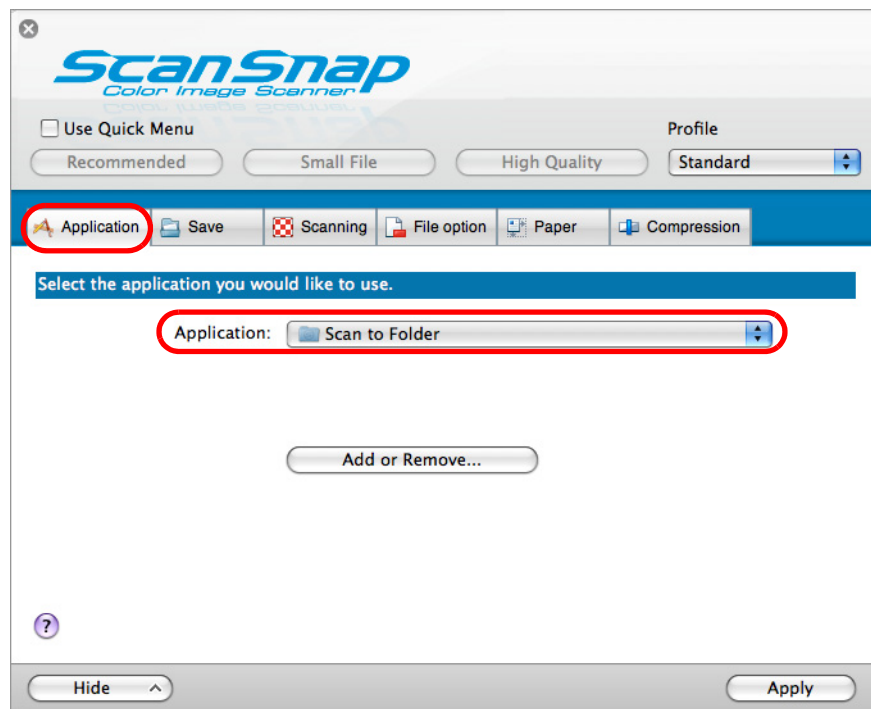 ScanSnap
Color Image Scanner
Use Quick Menu
Profile
Recommended
Small File
High Quality
Standard
Application
Save
Scanning
File option
Paper
Compression
Select the application you would like to use.
Application:
Scan to Folder
Add or Remove...
?
Hide
Apply